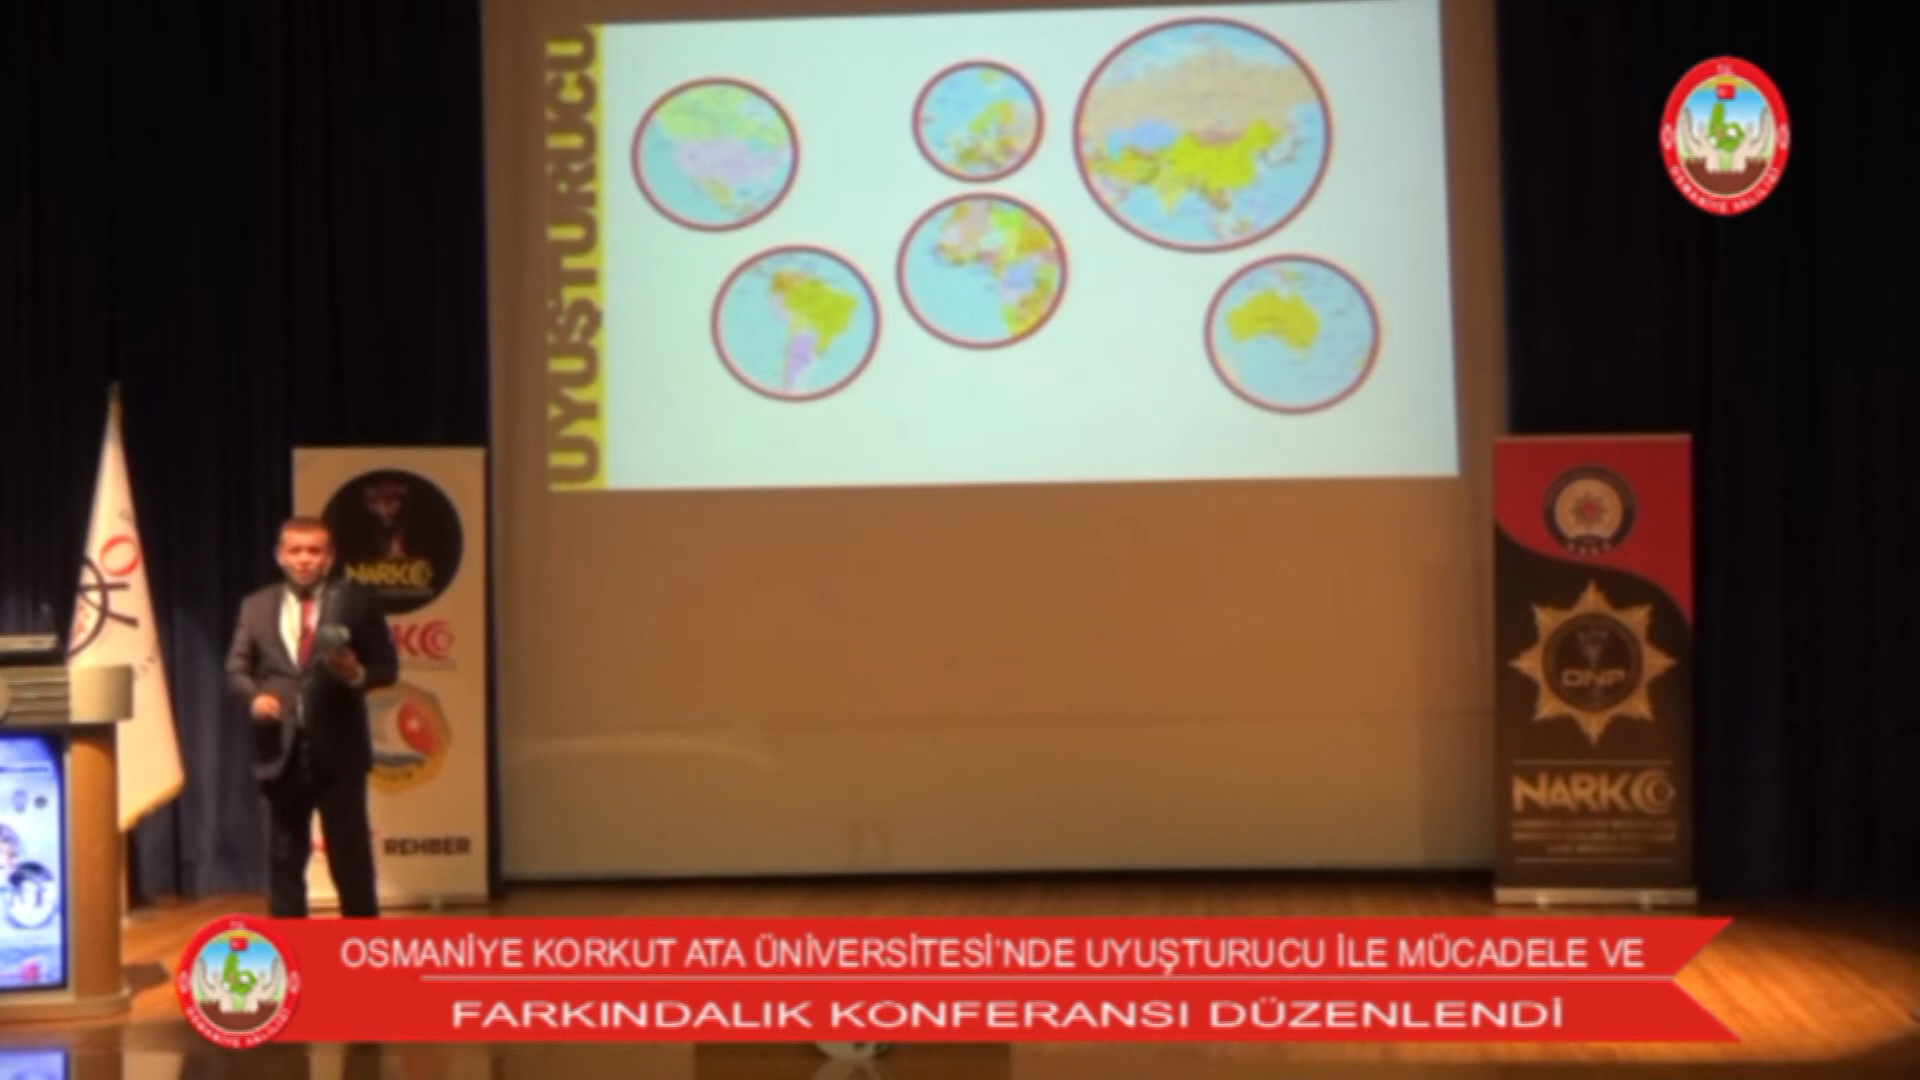 UYUŞTURUCU
NARKO
REHBER
ONP
NARKO
OSMANİYE KORKUT ATA ÜNİVERSİTESİ'NDE UYUŞTURUCU İLE MÜCADELE VE
FARKINDALIK KONFERANSI DÜZENLENDİ